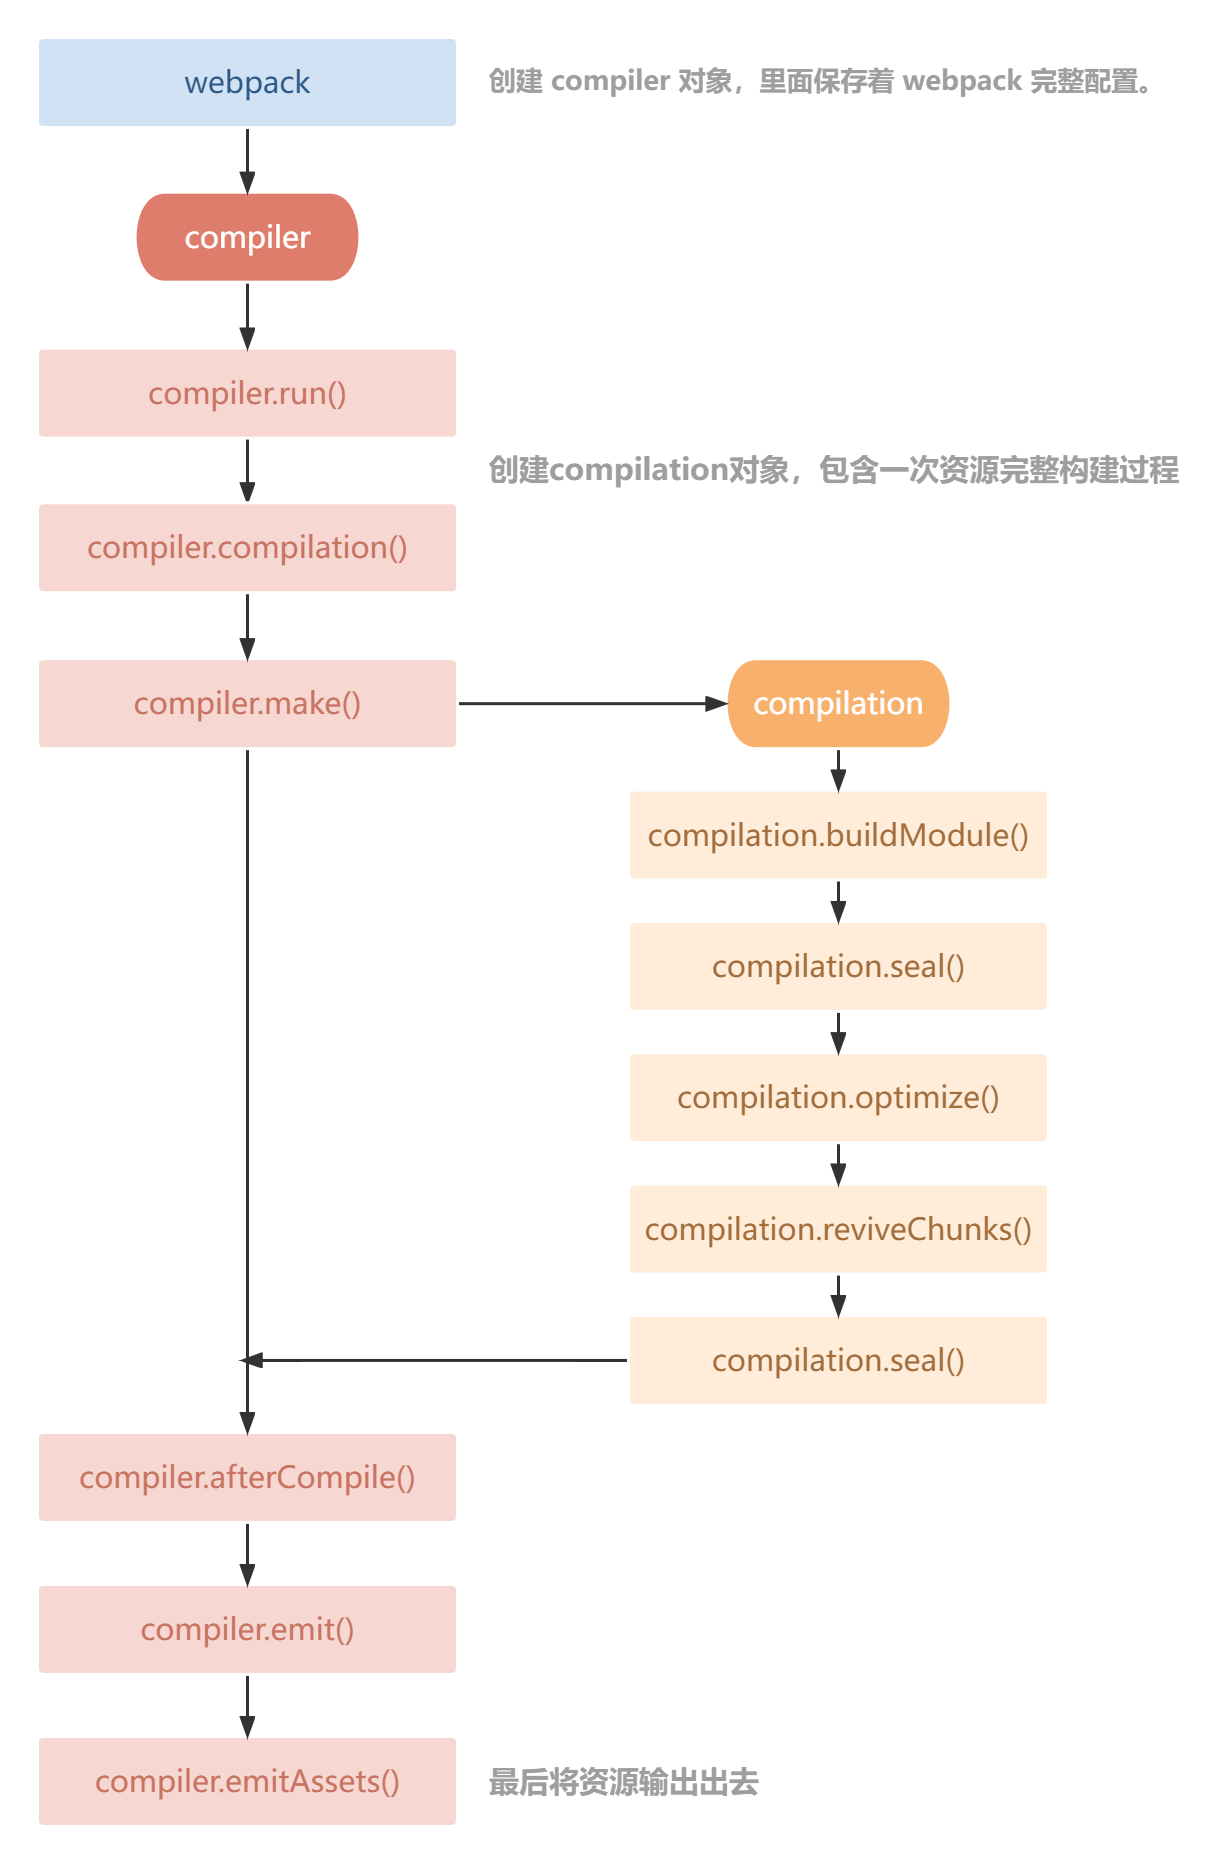 webpack
创建 compiler 对象，里面保存着 webpack 完整配置。
compiler
compiler.run()
创建compilation对象，包含一次资源完整构建过程
compiler.compilation()
compiler.make()
compilation
compilation.buildModule()
compilation.seal()
compilation.optimize()
compilation.reviveChunks()
compilation.seal()
compiler.afterCompile()
compiler.emit()
compiler.emitAssets()
最后将资源输出出去